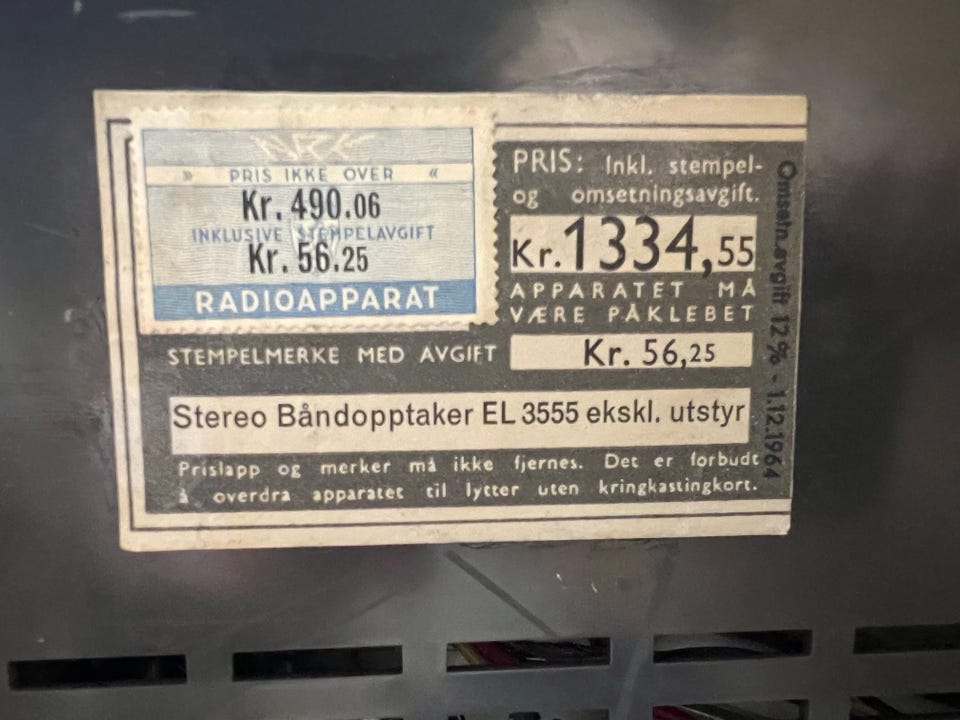 NRK
» PRIS IKKE OVER «
Kr. 490.06
INKLUSIVE STEMPELAVGIFT
Kr. 56.25
RADIOAPPARAT
PRIS: Inkl. stempel-
og omsetningsavgift.
Kr. 1334,55
APPARATET MÅ
VÆRE PÅKLEBET
STEMPELMERKE MED AVGIFT Kr. 56,25
Stereo Båndopptaker EL 3555 ekskl. utstyr
Prislapp og merker må ikke fjernes. Det er forbudt
å overdra apparatet til lytter uten kringkastingkort.
Omsetn.avgift 12% - 1.12.1964